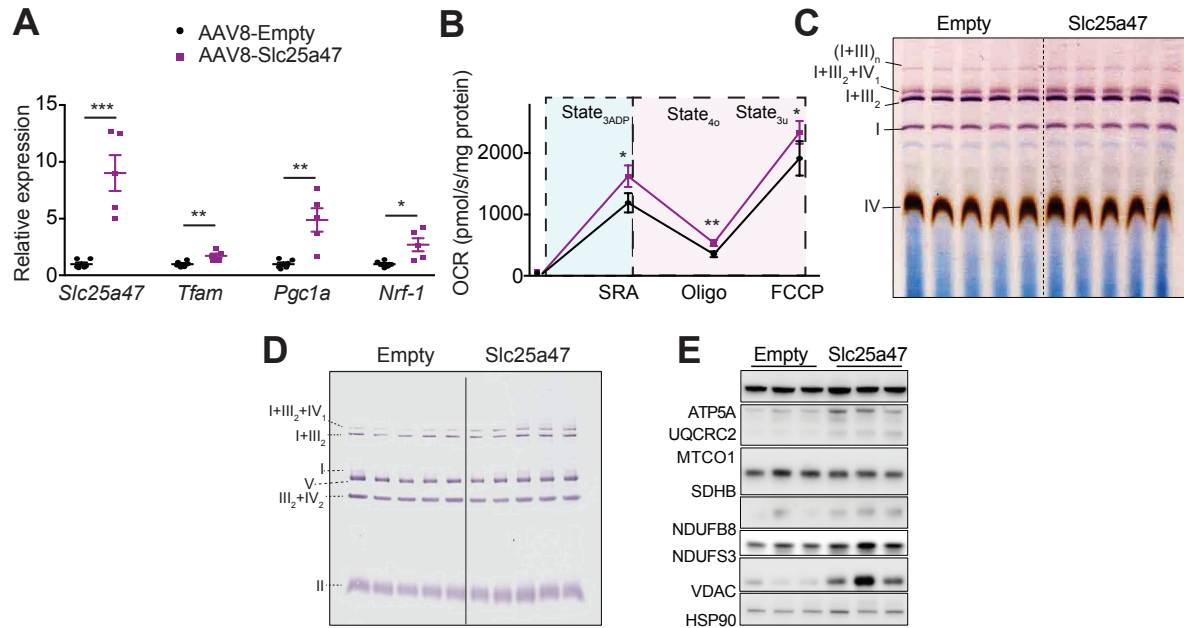 A
AAV8-Empty
AAV8-Slc25a47
Relative expression
15
10
5
0
***
**
**
*
Slc25a47 Tfam Pgc1a Nrf-1
B
OCR (pmol/s/mg protein)
2000
1000
0
State3ADP State4o State3u
*
**
*
SRA Oligo FCCP
C
Empty Slc25a47
(I+III)n
I+III2+IV1
I+III2
I
IV
D
Empty Slc25a47
I+III2+IV1
I+III2
I
V
III2+IV2
II
E
Empty Slc25a47
ATP5A
UQCRC2
MTCO1
SDHB
NDUFB8
NDUFS3
VDAC
HSP90